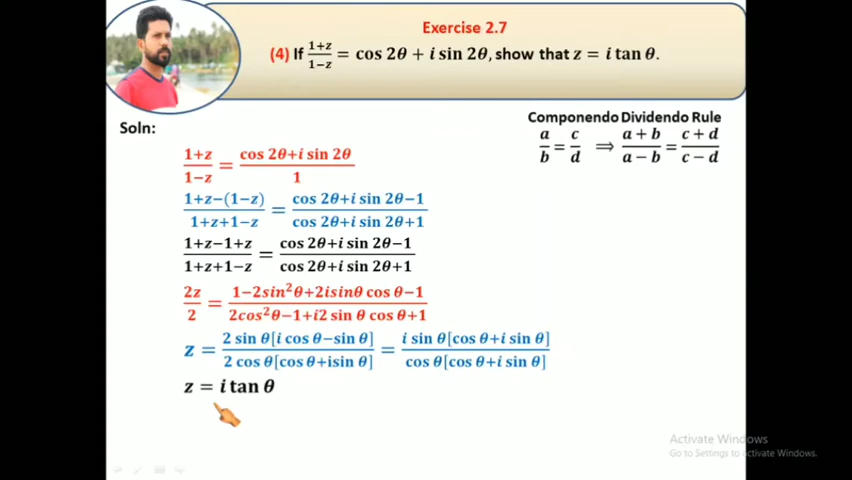 Exercise 2.7
(4) If (1+z)/(1−z) = cos 2θ + i sin 2θ, show that z = i tan θ.
Soln:
Componendo Dividendo Rule
a/b = c/d ⟹ (a + b)/(a − b) = (c + d)/(c − d)
(1+z)/(1−z) = (cos 2θ+i sin 2θ)/1
(1+z−(1−z))/(1+z+1−z) = (cos 2θ+i sin 2θ−1)/(cos 2θ+i sin 2θ+1)
(1+z−1+z)/(1+z+1−z) = (cos 2θ+i sin 2θ−1)/(cos 2θ+i sin 2θ+1)
2z/2 = (1−2sin²θ+2isinθ cos θ−1)/(2cos²θ−1+i2 sin θ cos θ+1)
z = (2 sin θ[i cos θ−sin θ])/(2 cos θ[cos θ+isin θ]) = (i sin θ[cos θ+i sin θ])/(cos θ[cos θ+i sin θ])
z = i tan θ
Activate Windows
Go to Settings to Activate Windows.